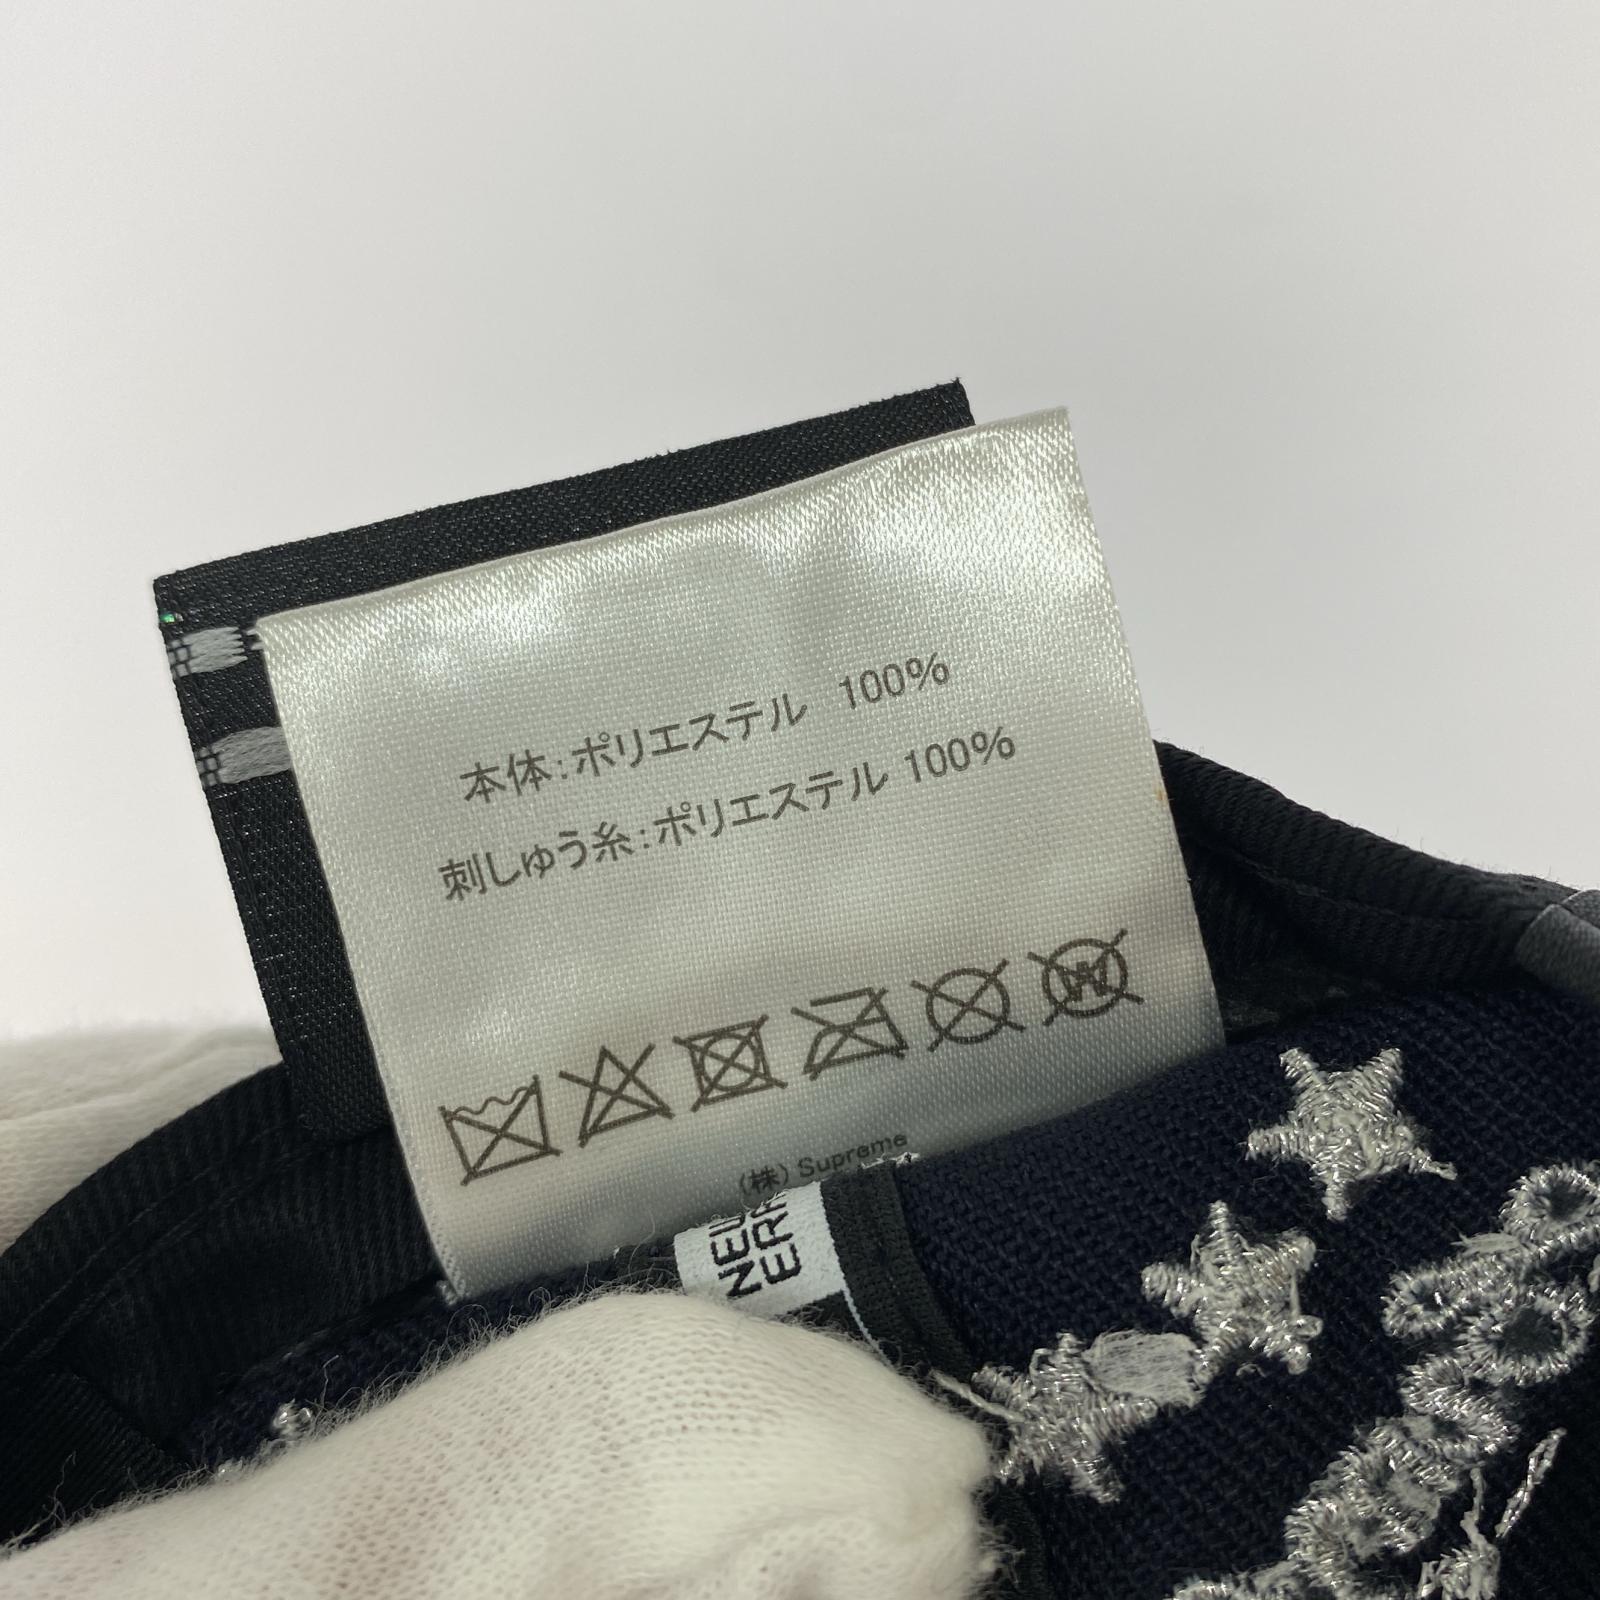 本体:ポリエステル 100%
刺しゅう糸:ポリエステル 100%
W
(株) Supreme
NEW
ERA